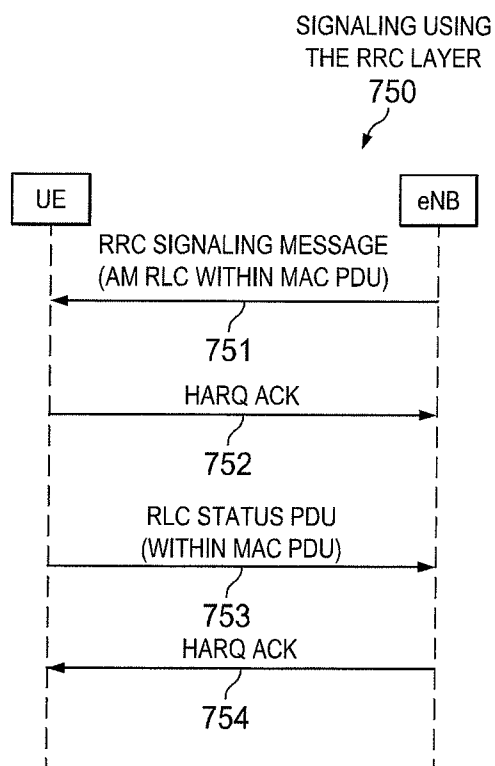 SIGNALING USING
THE RRC LAYER
750
UE
eNB
RRC SIGNALING MESSAGE
(AM RLC WITHIN MAC PDU)
751
HARQ ACK
752
RLC STATUS PDU
(WITHIN MAC PDU)
753
HARQ ACK
754